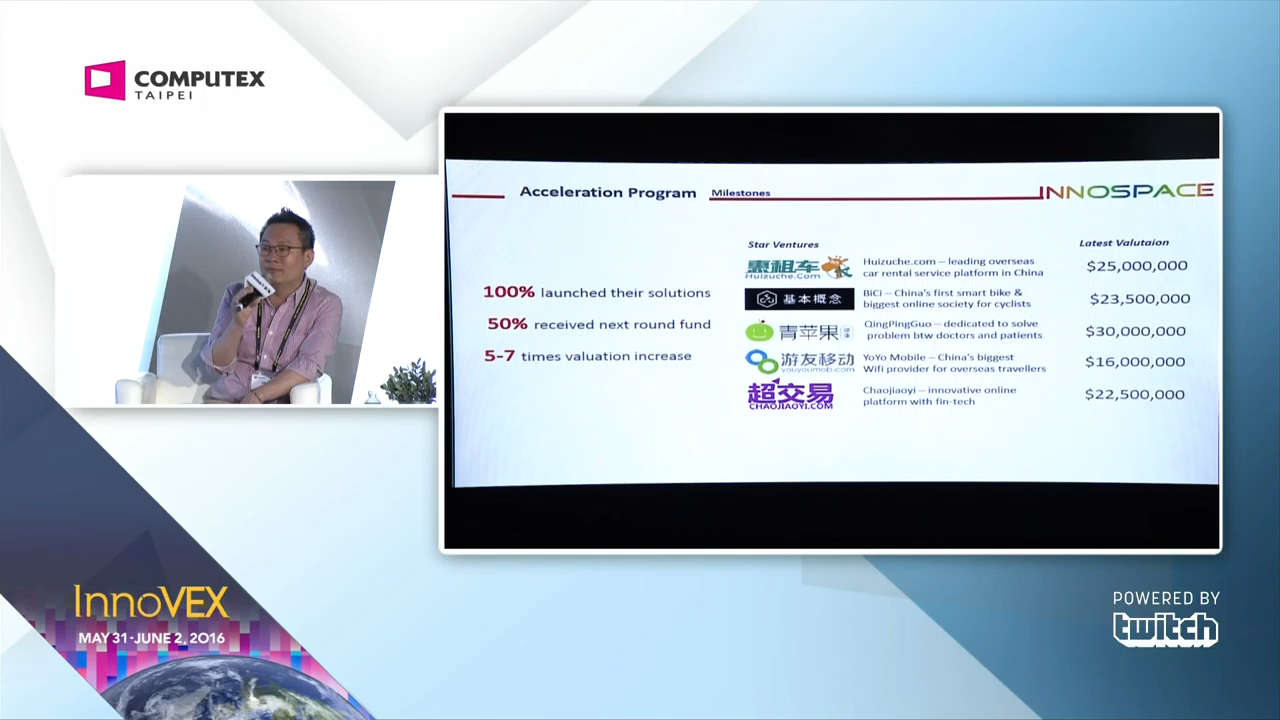 COMPUTEX
TAIPEI
COMPUTEX
Acceleration Program Milestones
INNOSPACE
100% launched their solutions
50% received next round fund
5-7 times valuation increase
Star Ventures
Latest Valutaion
惠租车
Huizuche.Com
Huizuche.com – leading overseas
car rental service platform in China
$25,000,000
基本概念
BiCi – China's first smart bike &
biggest online society for cyclists
$23,500,000
青苹果
QingPingGuo – dedicated to solve
problem btw doctors and patients
$30,000,000
游友移动
youyoumob.com
YoYo Mobile – China's biggest
Wifi provider for overseas travellers
$16,000,000
超交易
CHAOJIAOYI.COM
Chaojiaoyi – innovative online
platform with fin-tech
$22,500,000
InnoVEX
MAY 31-JUNE 2, 2016
POWERED BY
twitch